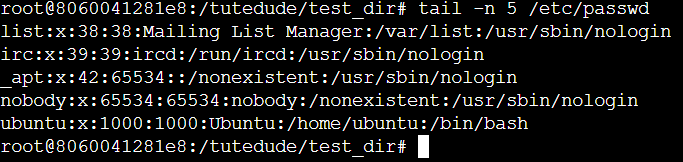 root@8060041281e8:/tutedude/test_dir# tail -n 5 /etc/passwd
list:x:38:38:Mailing List Manager:/var/list:/usr/sbin/nologin
irc:x:39:39:ircd:/run/ircd:/usr/sbin/nologin
_apt:x:42:65534::/nonexistent:/usr/sbin/nologin
nobody:x:65534:65534:nobody:/nonexistent:/usr/sbin/nologin
ubuntu:x:1000:1000:Ubuntu:/home/ubuntu:/bin/bash
root@8060041281e8:/tutedude/test_dir#